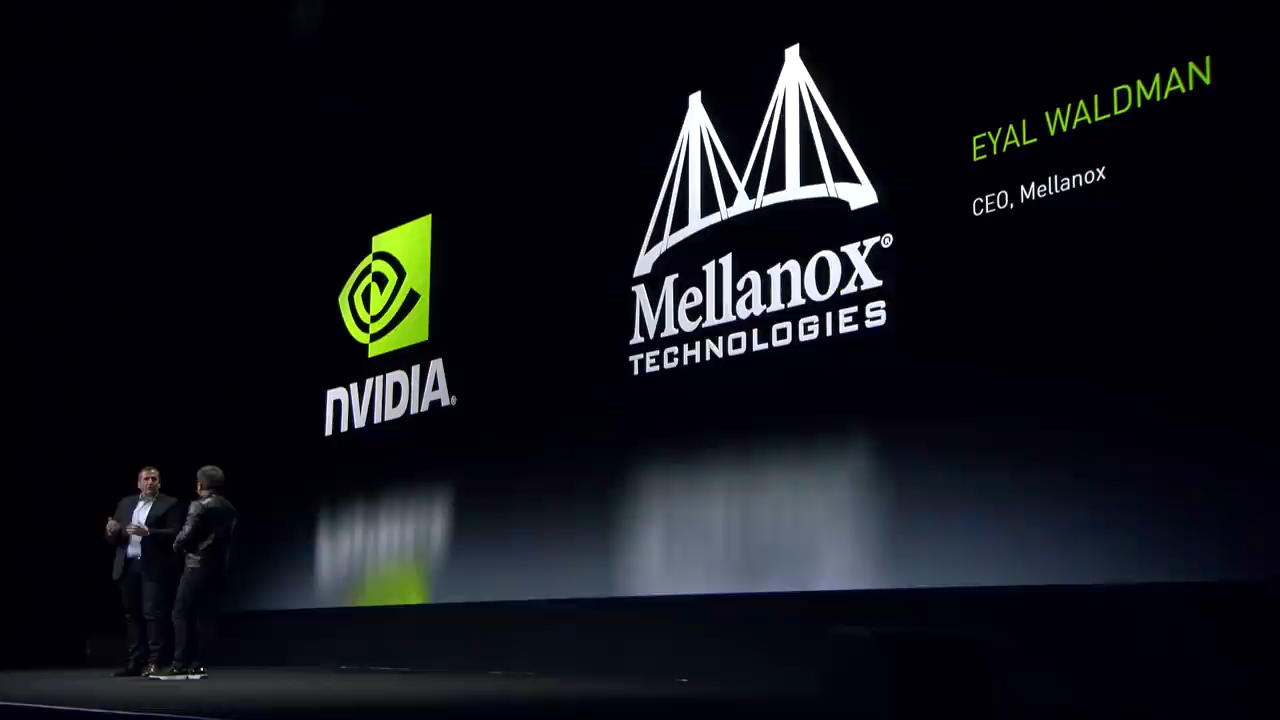 NVIDIA®
Mellanox®
TECHNOLOGIES
EYAL WALDMAN
CEO, Mellanox